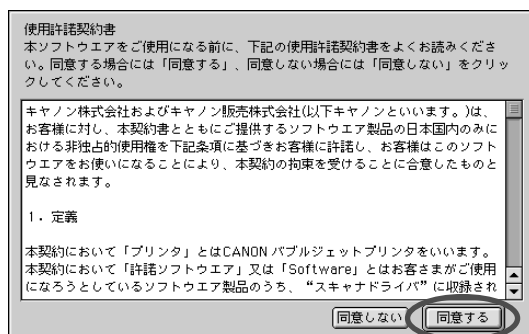 使用許諾契約書
本ソフトウエアをご使用になる前に、下記の使用許諾契約書をよくお読みくださ
い。同意する場合には「同意する」、同意しない場合には「同意しない」をクリッ
クしてください。
キヤノン株式会社およびキヤノン販売株式会社(以下キヤノンといいます。)は、
お客様に対し、本契約書とともにご提供するソフトウエア製品の日本国内のみに
おける非独占的使用権を下記条項に基づきお客様に許諾し、お客様はこのソフト
ウエアをお使いになることにより、本契約の拘束を受けることに合意したものと
見なされます。
1．定義
本契約において「プリンタ」とはCANON バブルジェットプリンタをいいます。
本契約において「許諾ソフトウエア」又は「Software」とはお客さまがご使用
になろうとしているソフトウエア製品のうち、“スキャナドライバ”に収録され
同意しない 同意する